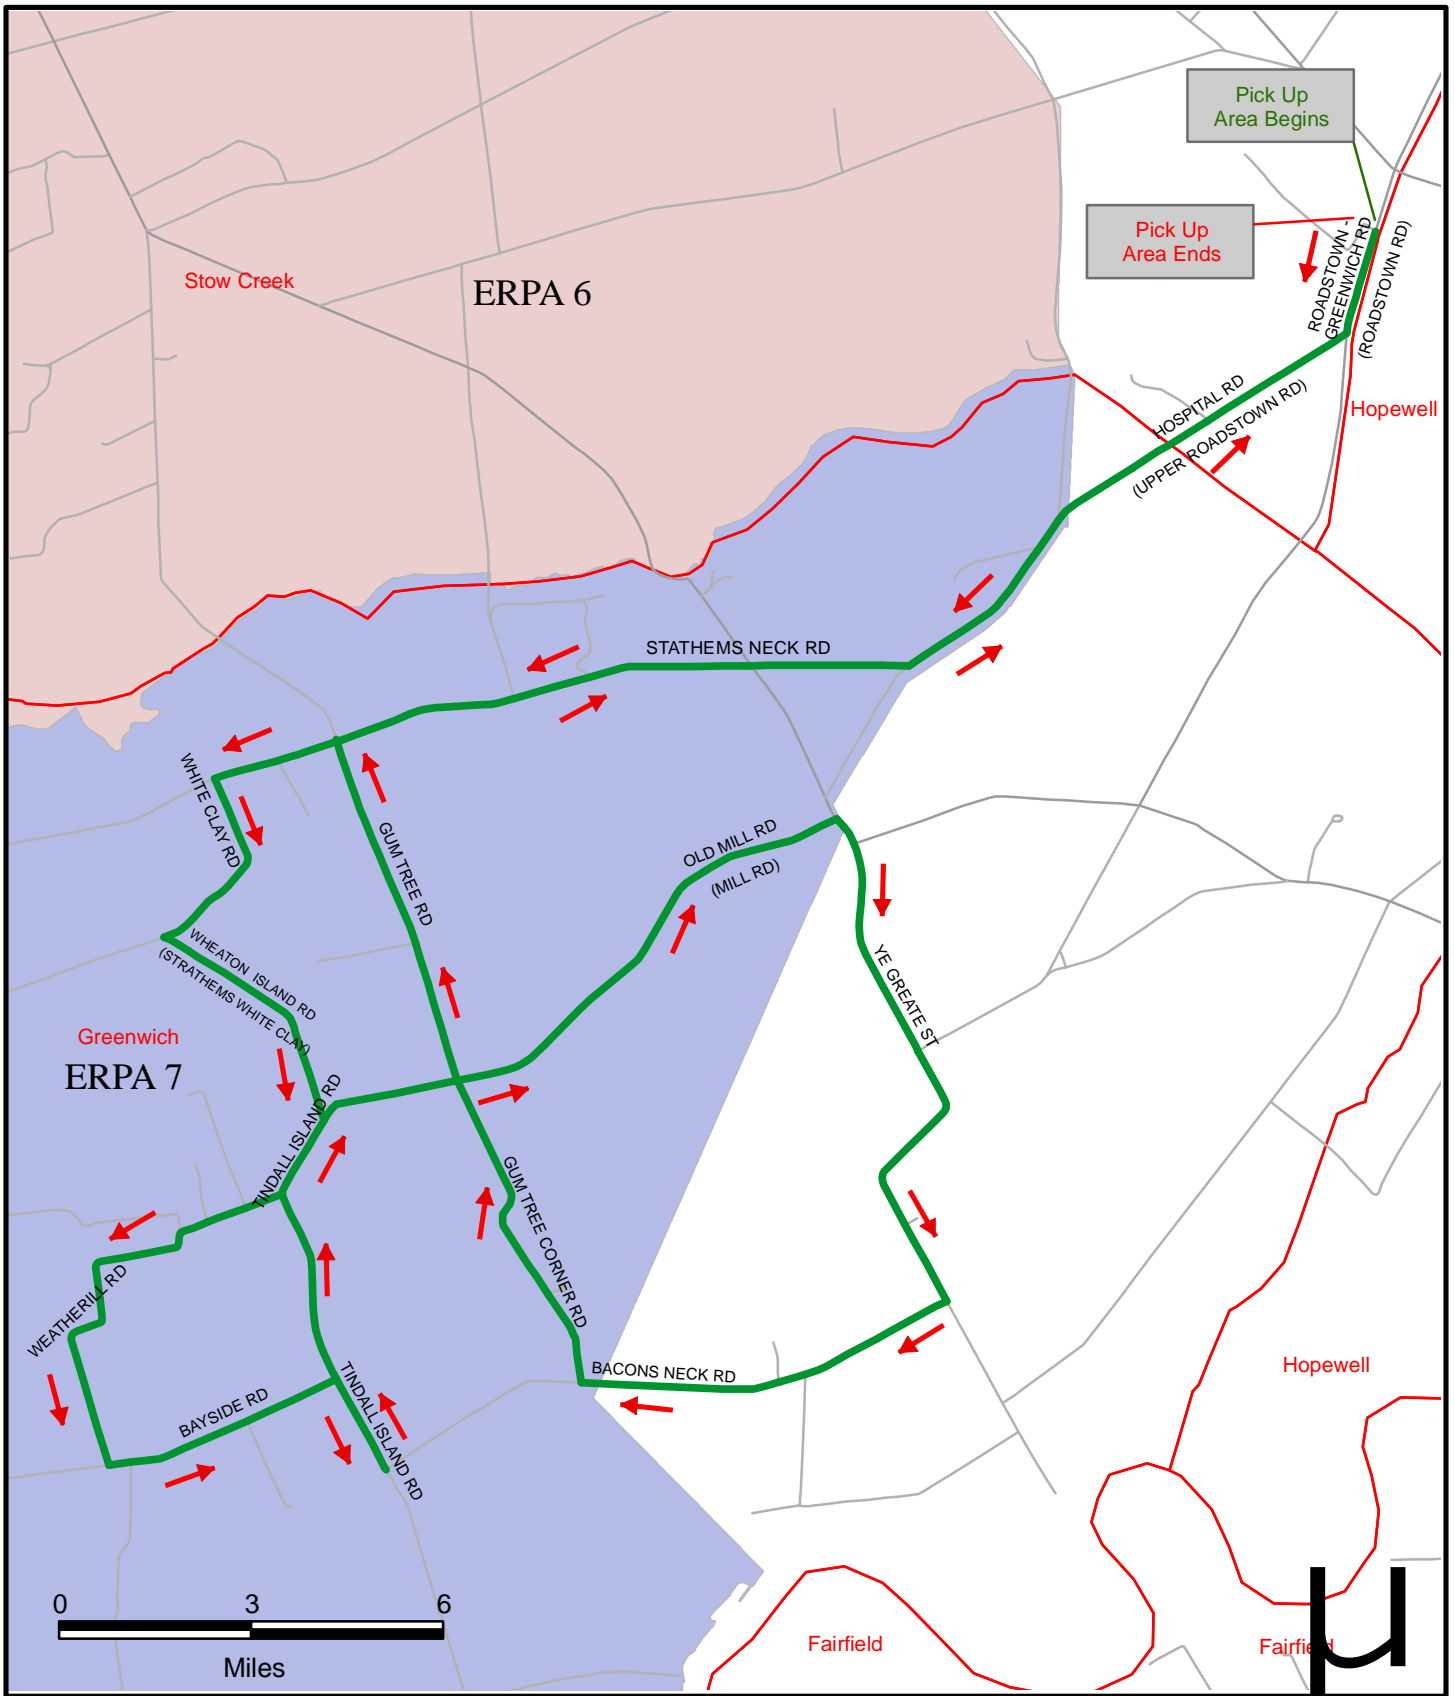 Pick Up
Area Begins
Pick Up
Area Ends
ROADSTOWN -
GREENWICH RD
(ROADSTOWN RD)
Stow Creek
ERPA 6
HOSPITAL RD
(UPPER ROADSTOWN RD)
Hopewell
STATHEMS NECK RD
WHITE CLAY RD
GUM TREE RD
OLD MILL RD
(MILL RD)
WHEATON ISLAND RD
(STRATHEMS WHITE CLAY)
YE GREATE ST
Greenwich
ERPA 7
TINDALL ISLAND RD
GUM TREE CORNER RD
WEATHERILL RD
BACONS NECK RD
BAYSIDE RD
TINDALL ISLAND RD
Hopewell
0 3 6
Miles
Fairfield
Fairfield
µ